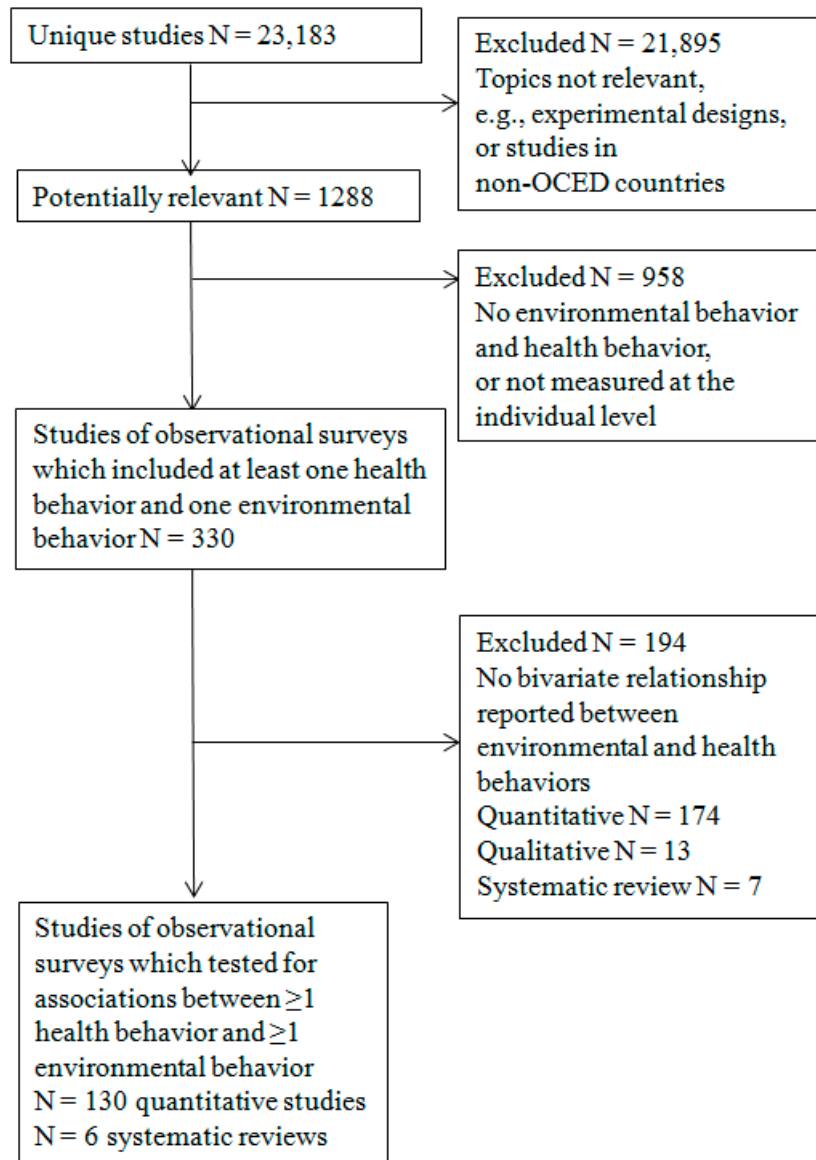 Unique studies N = 23,183
Excluded N = 21,895
Topics not relevant,
e.g., experimental designs,
or studies in
non-OCED countries
Potentially relevant N = 1288
Excluded N = 958
No environmental behavior
and health behavior,
or not measured at the
individual level
Studies of observational surveys
which included at least one health
behavior and one environmental
behavior N = 330
Excluded N = 194
No bivariate relationship
reported between
environmental and health
behaviors
Quantitative N = 174
Qualitative N = 13
Systematic review N = 7
Studies of observational
surveys which tested for
associations between ≥1
health behavior and ≥1
environmental behavior
N = 130 quantitative studies
N = 6 systematic reviews